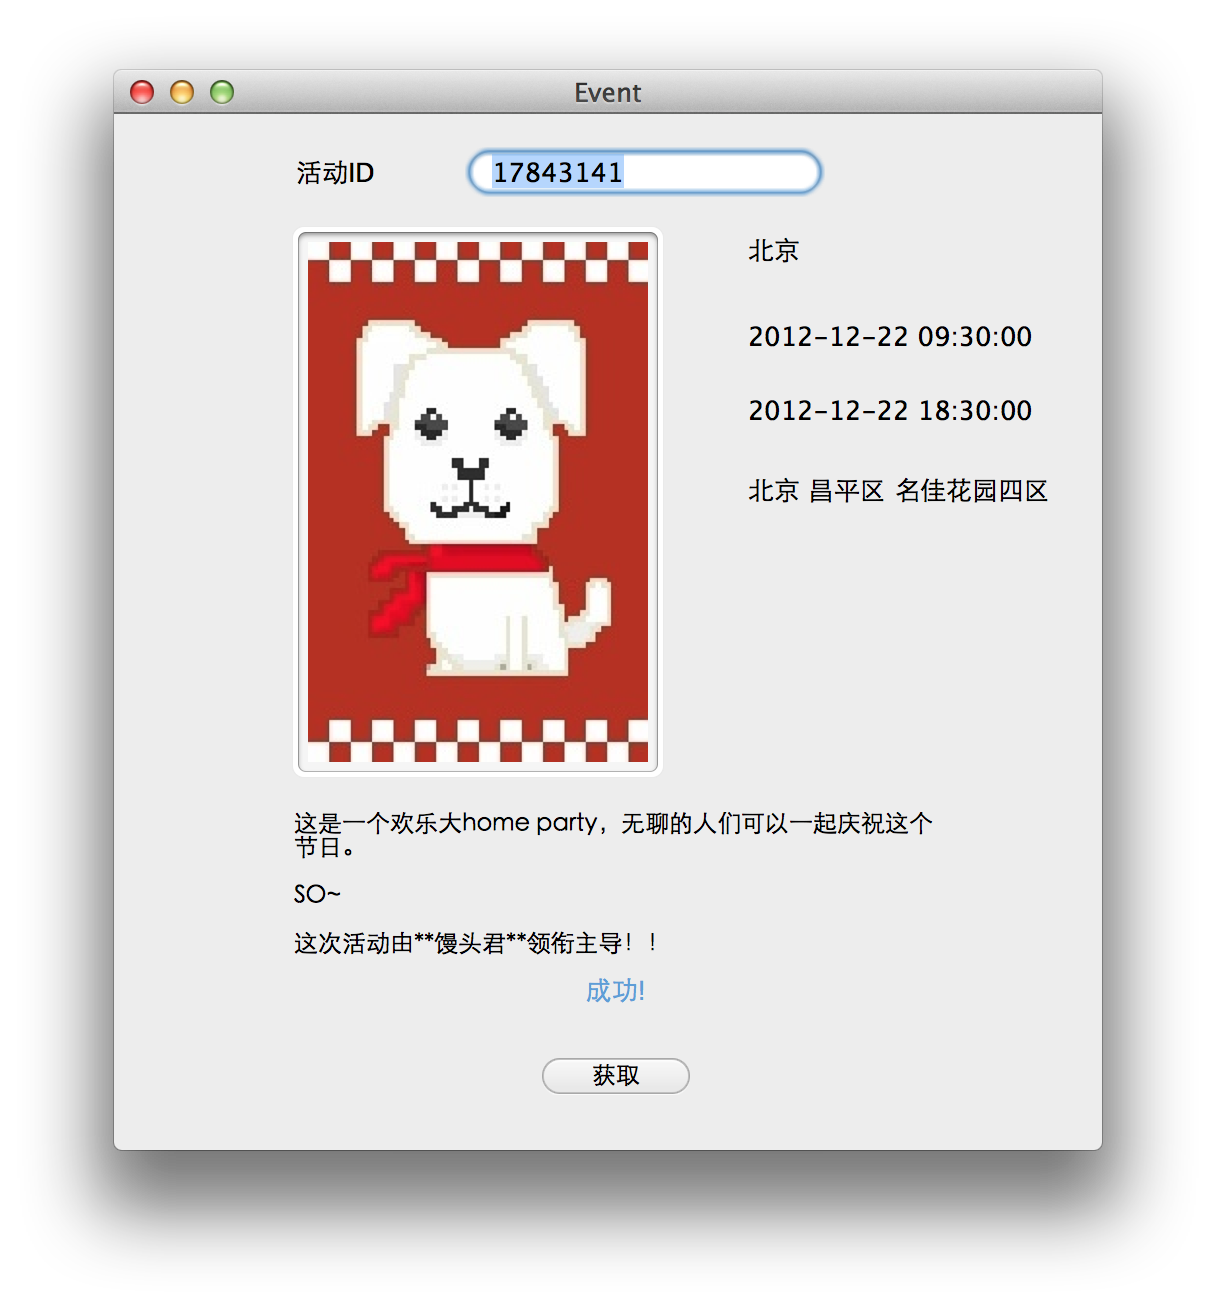 Event
活动ID
17843141
北京
2012-12-22 09:30:00
2012-12-22 18:30:00
北京 昌平区 名佳花园四区
这是一个欢乐大home party，无聊的人们可以一起庆祝这个
节日。
SO~
这次活动由**馒头君**领衔主导！！
成功!
获取